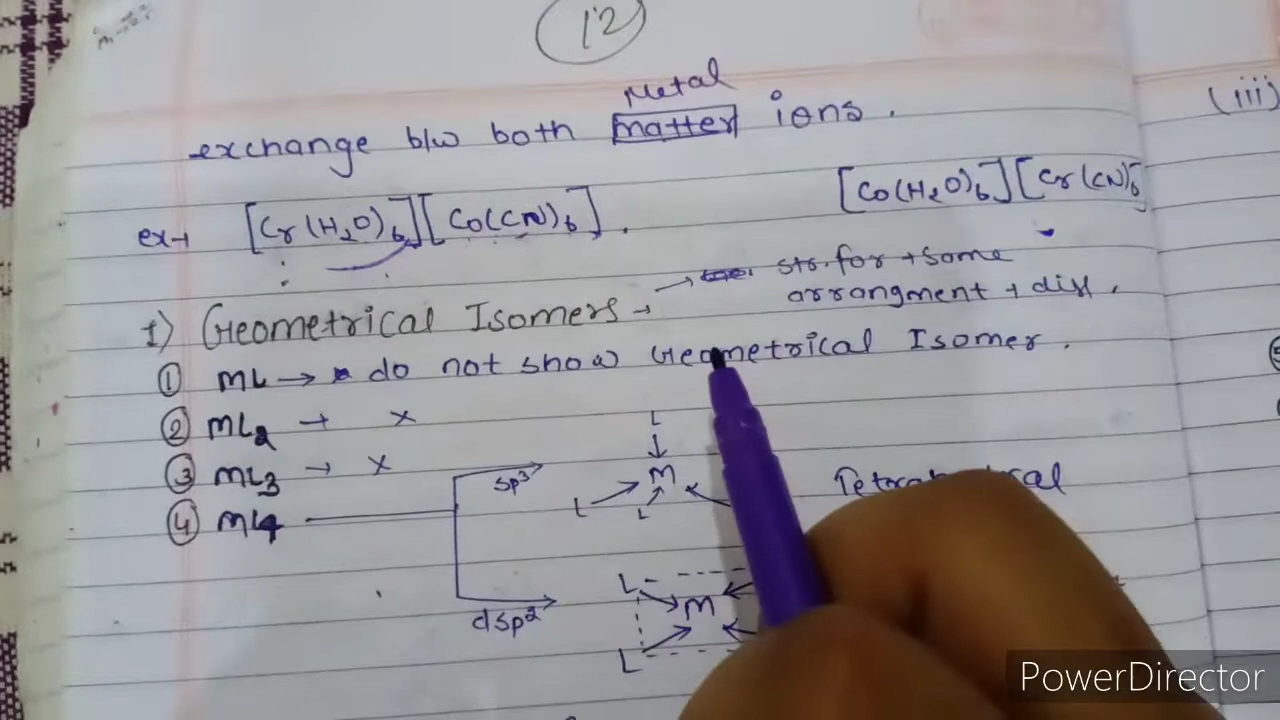 12
Metal
exchange b/w both matter ions.
(iii)
ex→ [Cr(H₂O)₆][Co(CN)₆].
[Co(H₂O)₆][Cr(CN)₆
1) Geometrical Isomers →
→ str. for + some
arrangment + dist.
① ML → do not show Geometrical Isomer.
② ML₂ → ×
③ ML₃ → ×
④ ML₄
sp³
L
M
L
L
dsp²
L
M
L
PowerDirector